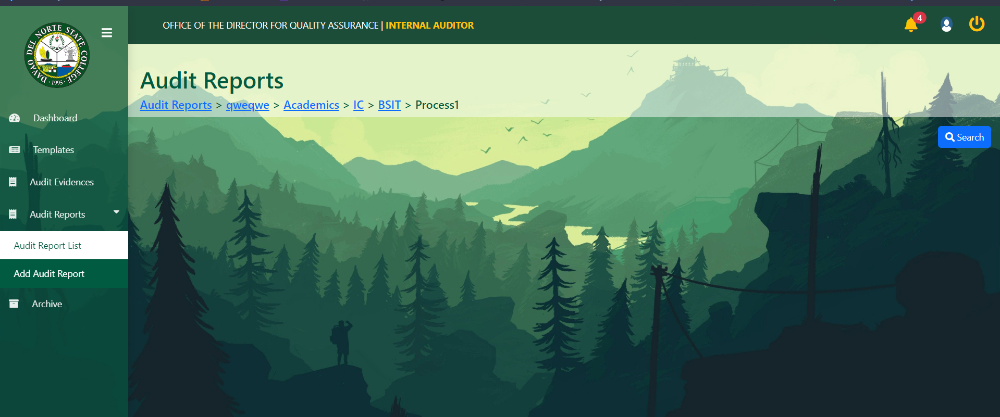 DAVAO DEL NORTE STATE COLLEGE
· 1995 ·
OFFICE OF THE DIRECTOR FOR QUALITY ASSURANCE | INTERNAL AUDITOR
4
Audit Reports
Audit Reports > qweqwe > Academics > IC > BSIT > Process1
Search
Dashboard
Templates
Audit Evidences
Audit Reports
Audit Report List
Add Audit Report
Archive